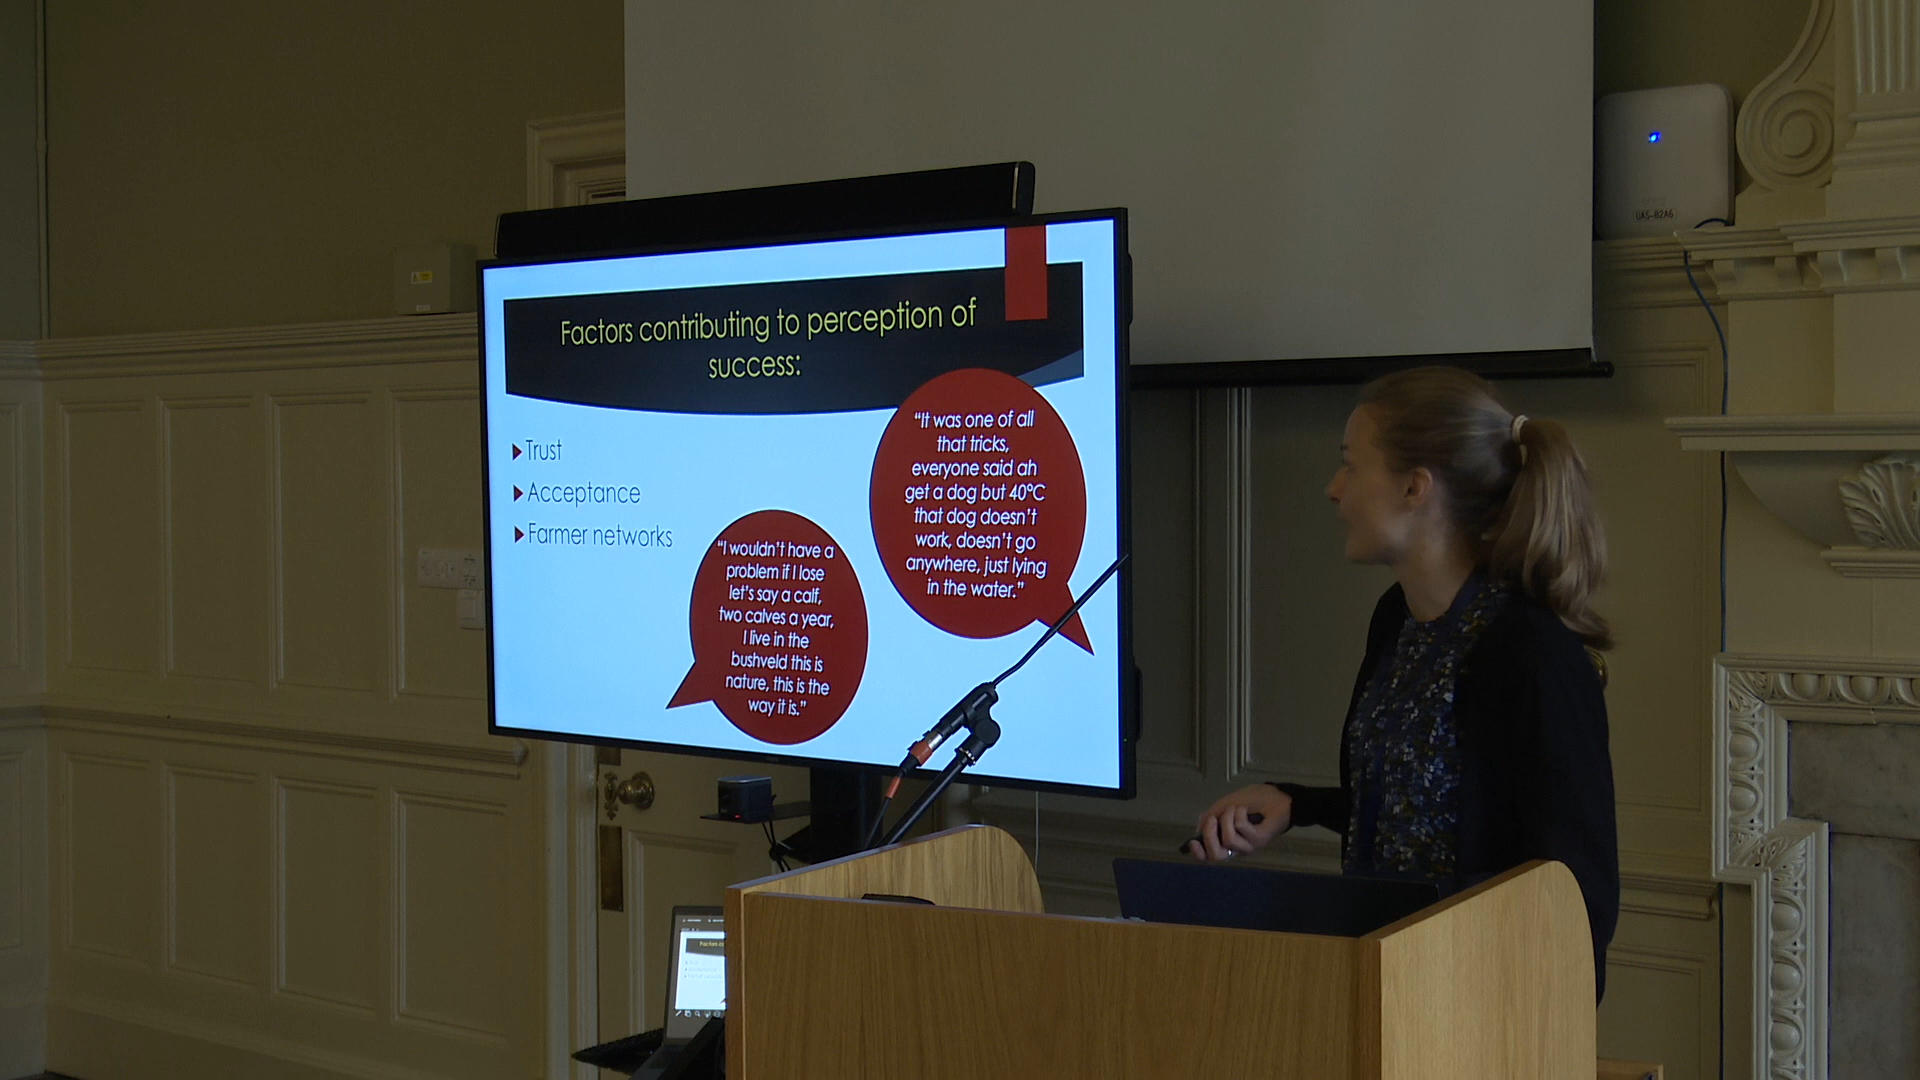 Factors contributing to perception of
success:
Trust
Acceptance
Farmer networks
“It was one of all
that tricks,
everyone said ah
get a dog but 40°C
that dog doesn’t
work, doesn’t go
anywhere, just lying
in the water.”
“I wouldn’t have a
problem if I lose
let’s say a calf,
two calves a year,
I live in the
bushveld this is
nature, this is the
way it is.”
UAS-82A6